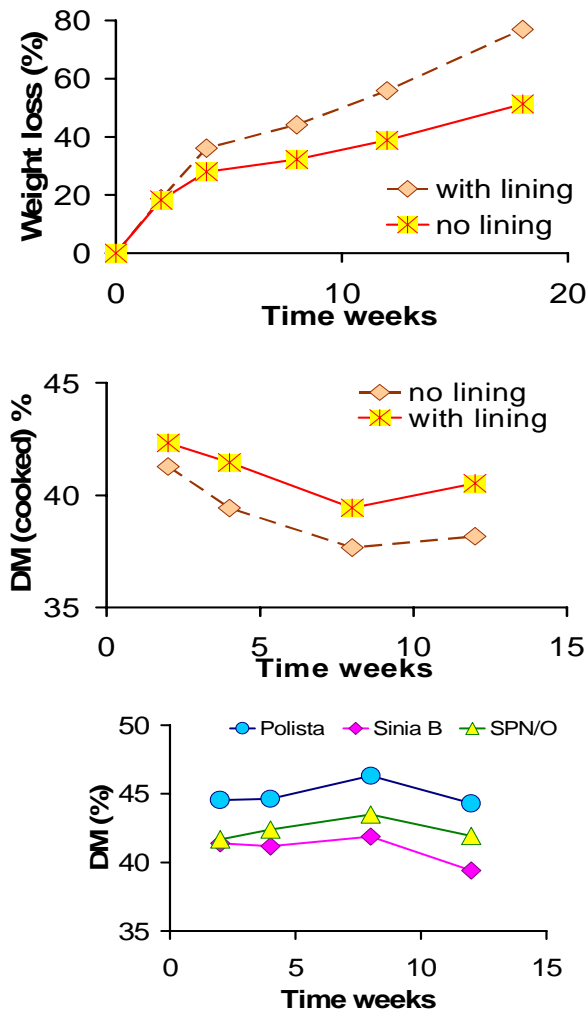 80
60
40
20
0
Weight loss (%)
with lining
no lining
0 10 20
Time weeks
45
40
35
DM (cooked) %
no lining
with lining
0 5 10 15
Time weeks
50
45
40
35
DM (%)
Polista Sinia B SPN/O
0 5 10 15
Time weeks